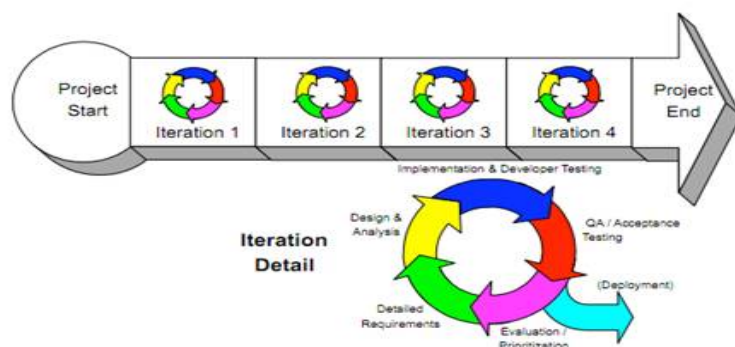 Project
Start
Iteration 1
Iteration 2
Iteration 3
Iteration 4
Project
End
Implementation & Developer Testing
Iteration
Detail
Design &
Analysis
QA / Acceptance
Testing
(Deployment)
Detailed
Requirements
Evaluation /
Prioritization